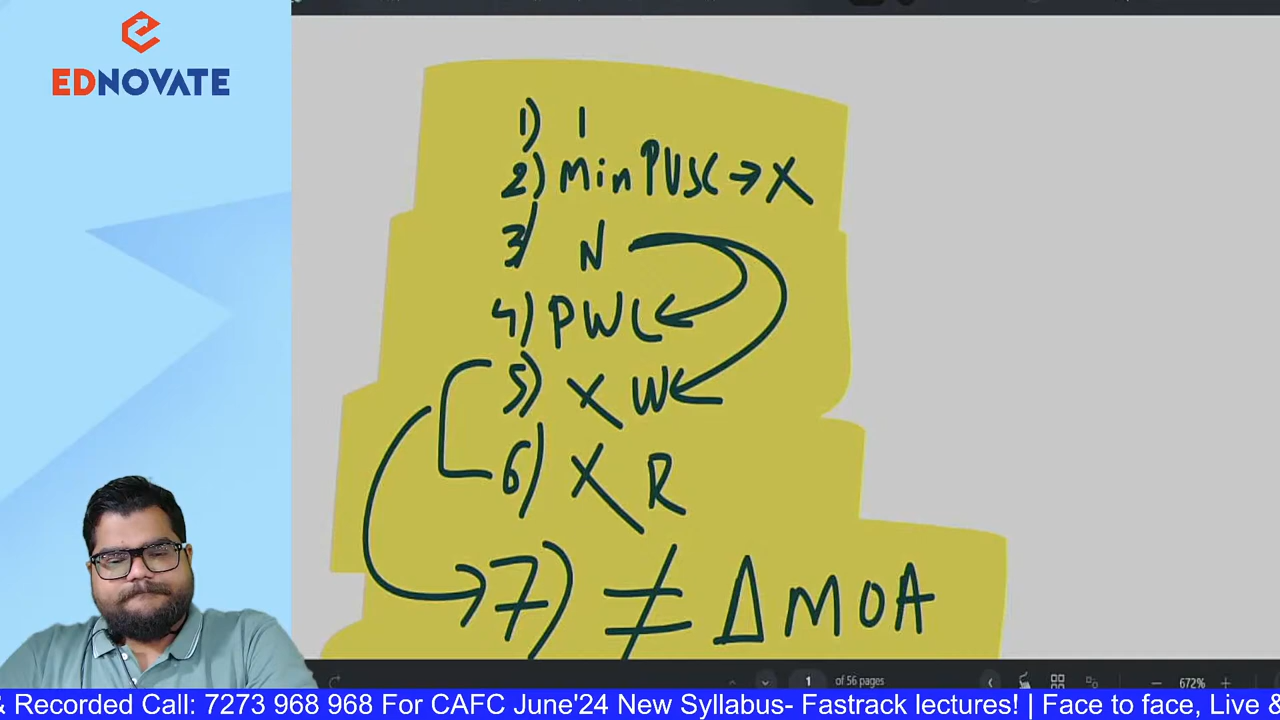 EDNOVATE
1) 1
2) Min PUSC → X
3) N
4) PWC
5) X W
6) X R
7) ≠ Δ MOA
1 of 56 pages
672%
& Recorded Call: 7273 968 968 For CAFC June'24 New Syllabus- Fastrack lectures! | Face to face, Live &